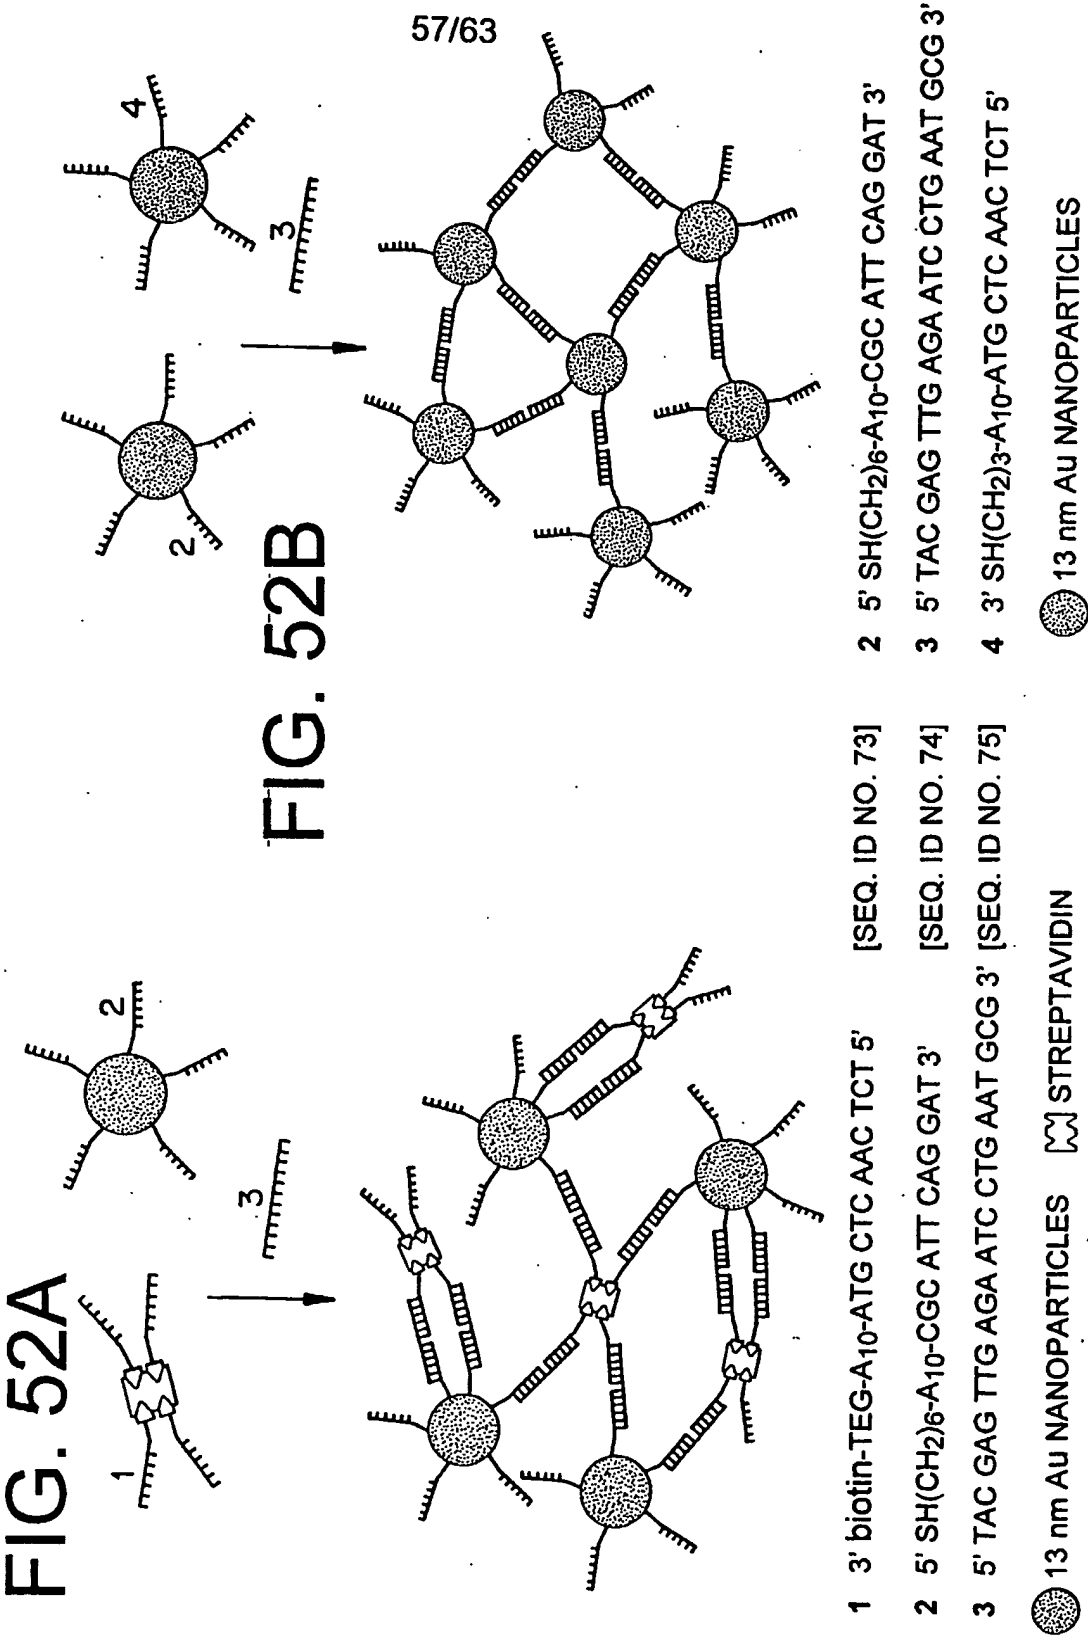 57/63
FIG. 52A
1
2
3
1 3' biotin-TEG-A10-ATG CTC AAC TCT 5' [SEQ. ID NO. 73]
2 5' SH(CH2)6-A10-CGC ATT CAG GAT 3' [SEQ. ID NO. 74]
3 5' TAC GAG TTG AGA ATC CTG AAT GCG 3' [SEQ. ID NO. 75]
13 nm Au NANOPARTICLES STREPTAVIDIN
FIG. 52B
2
4
3
2 5' SH(CH2)6-A10-CGC ATT CAG GAT 3'
3 5' TAC GAG TTG AGA ATC CTG AAT GCG 3'
4 3' SH(CH2)3-A10-ATG CTC AAC TCT 5'
13 nm Au NANOPARTICLES